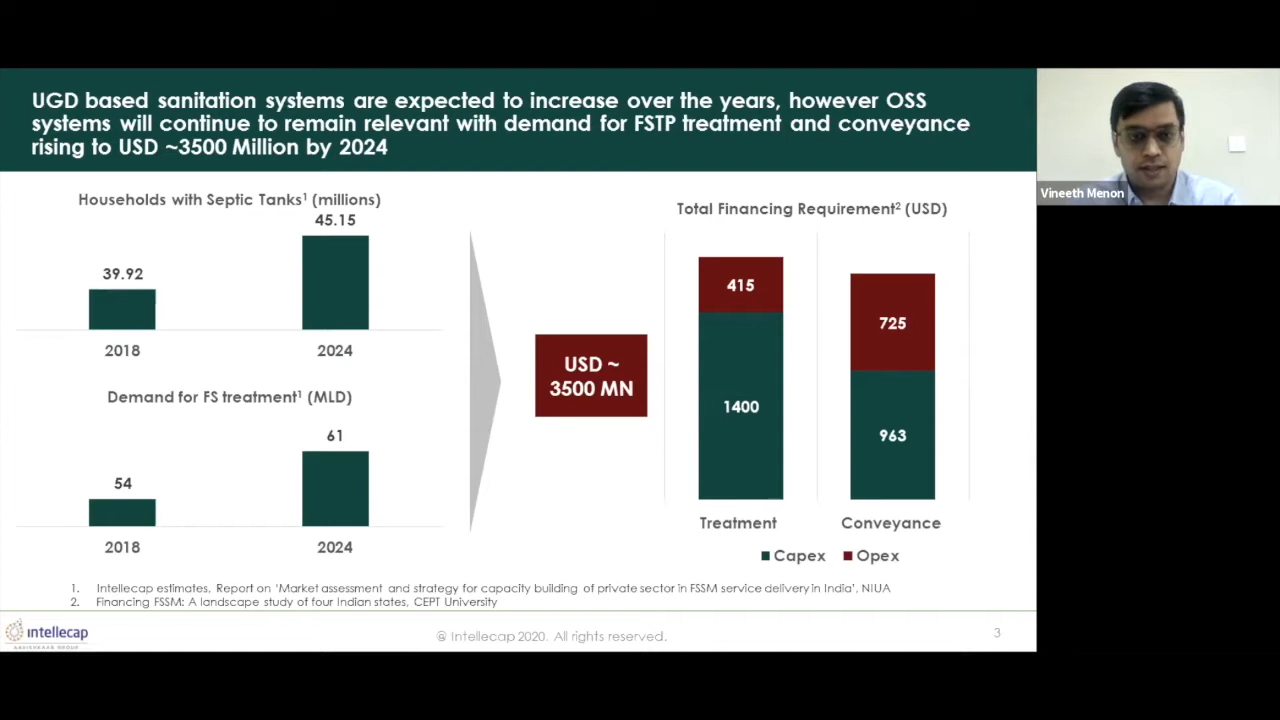 UGD based sanitation systems are expected to increase over the years, however OSS
systems will continue to remain relevant with demand for FSTP treatment and conveyance
rising to USD ~3500 Million by 2024
Vineeth Menon
Households with Septic Tanks¹ (millions)
39.92
45.15
2018
2024
Demand for FS treatment¹ (MLD)
54
61
2018
2024
USD ~
3500 MN
Total Financing Requirement² (USD)
415
1400
725
963
Treatment
Conveyance
Capex
Opex
1. Intellecap estimates, Report on ‘Market assessment and strategy for capacity building of private sector in FSSM service delivery in India’, NIUA
2. Financing FSSM: A landscape study of four Indian states, CEPT University
intellecap
AAVISHKAAR GROUP
@ Intellecap 2020. All rights reserved.
3